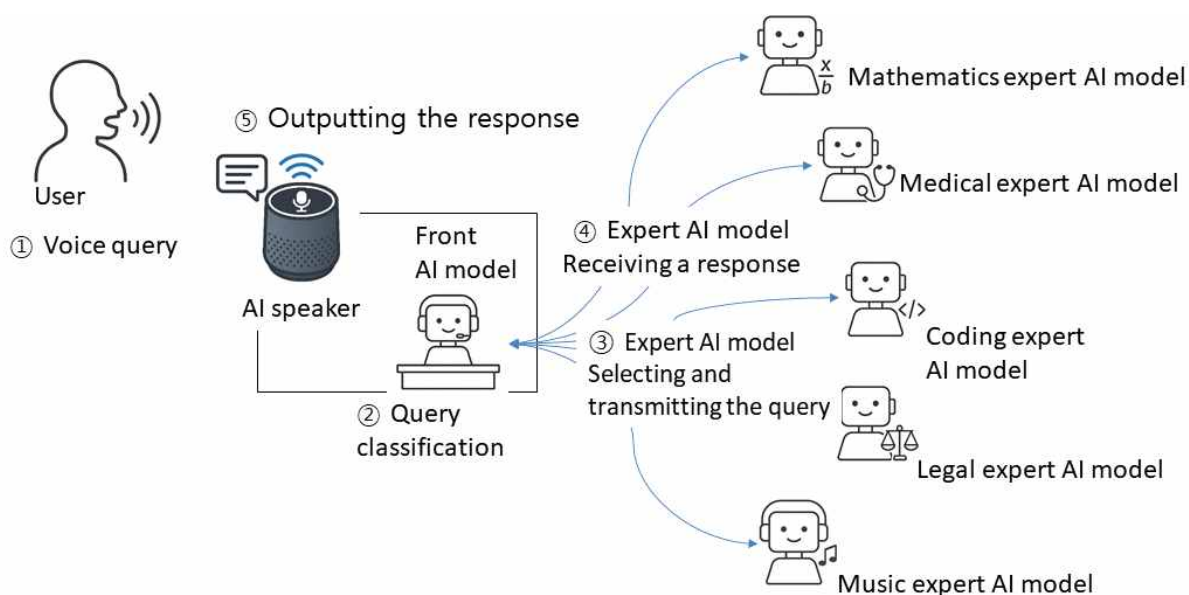 User
① Voice query
⑤ Outputting the response
AI speaker
Front
AI model
② Query
classification
④ Expert AI model
Receiving a response
③ Expert AI model
Selecting and
transmitting the query
x
b
Mathematics expert AI model
Medical expert AI model
</>
Coding expert
AI model
Legal expert AI model
Music expert AI model